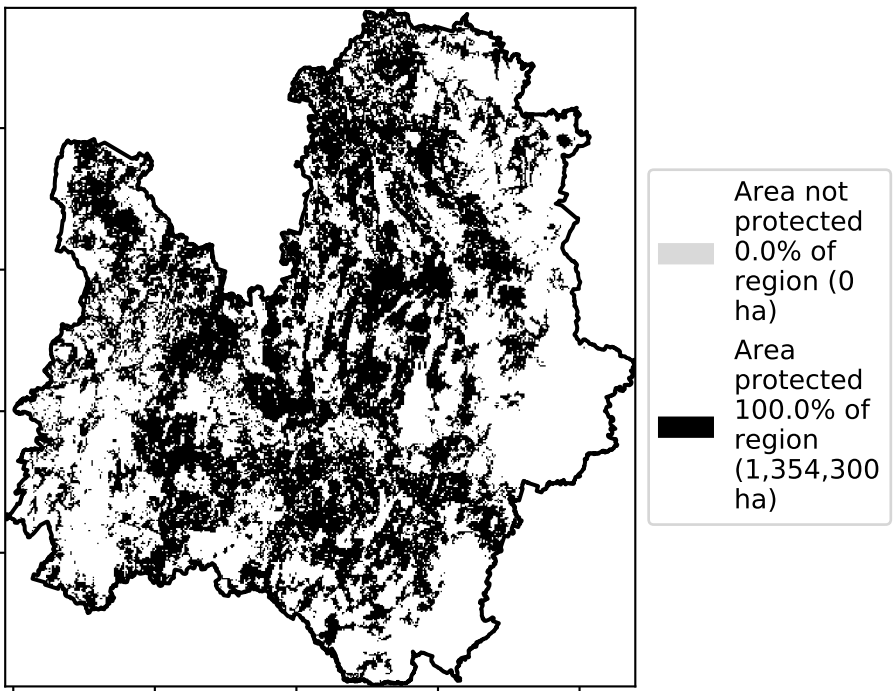 Area not
protected
0.0% of
region (0
ha)
Area
protected
100.0% of
region
(1,354,300
ha)